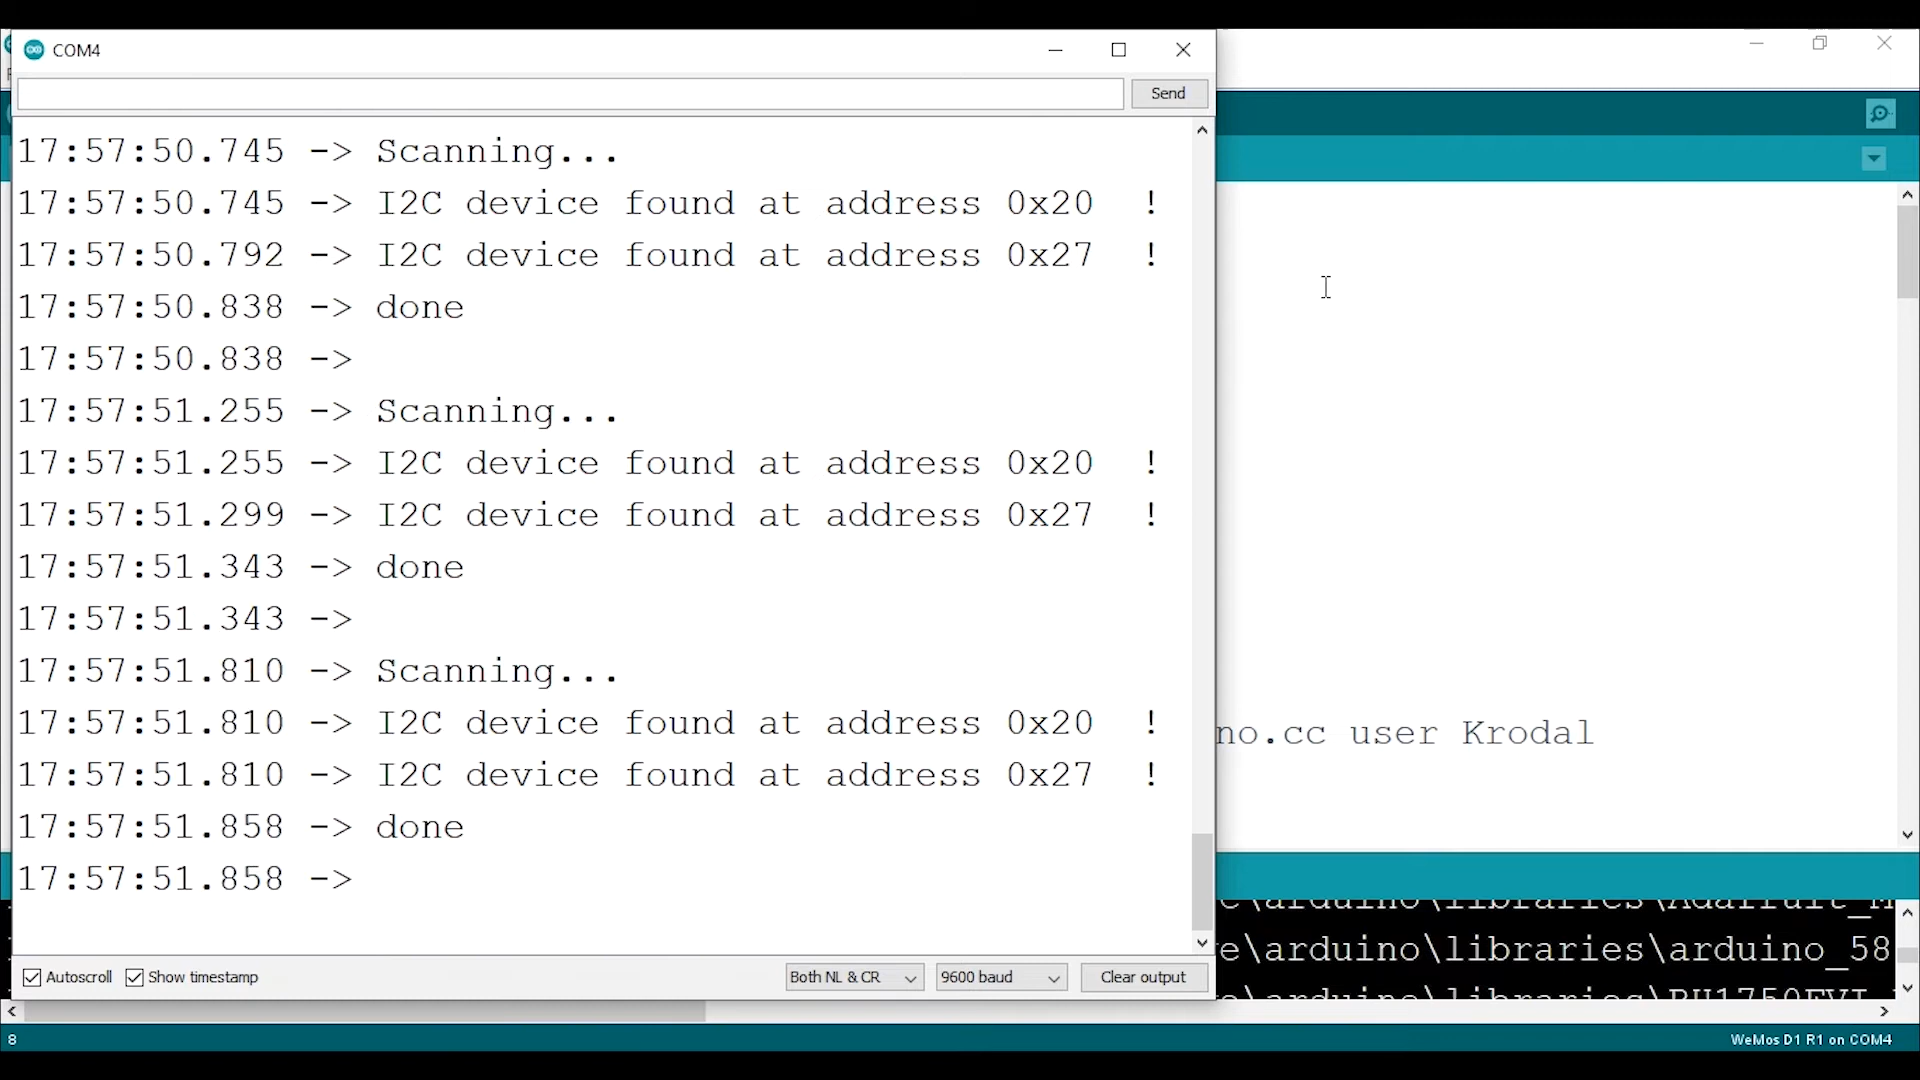 COM4
Send
17:57:50.745 -> Scanning...
17:57:50.745 -> I2C device found at address 0x20  !
17:57:50.792 -> I2C device found at address 0x27  !
17:57:50.838 -> done
17:57:50.838 ->
17:57:51.255 -> Scanning...
17:57:51.255 -> I2C device found at address 0x20  !
17:57:51.299 -> I2C device found at address 0x27  !
17:57:51.343 -> done
17:57:51.343 ->
17:57:51.810 -> Scanning...
17:57:51.810 -> I2C device found at address 0x20  !
17:57:51.810 -> I2C device found at address 0x27  !
17:57:51.858 -> done
17:57:51.858 ->
no.cc user Krodal
\arduino\libraries\Adafruit_M
e\arduino\libraries\arduino_58
e\arduino\libraries\BH1750FVI
Autoscroll Show timestamp Both NL & CR 9600 baud Clear output
8 WeMos D1 R1 on COM4